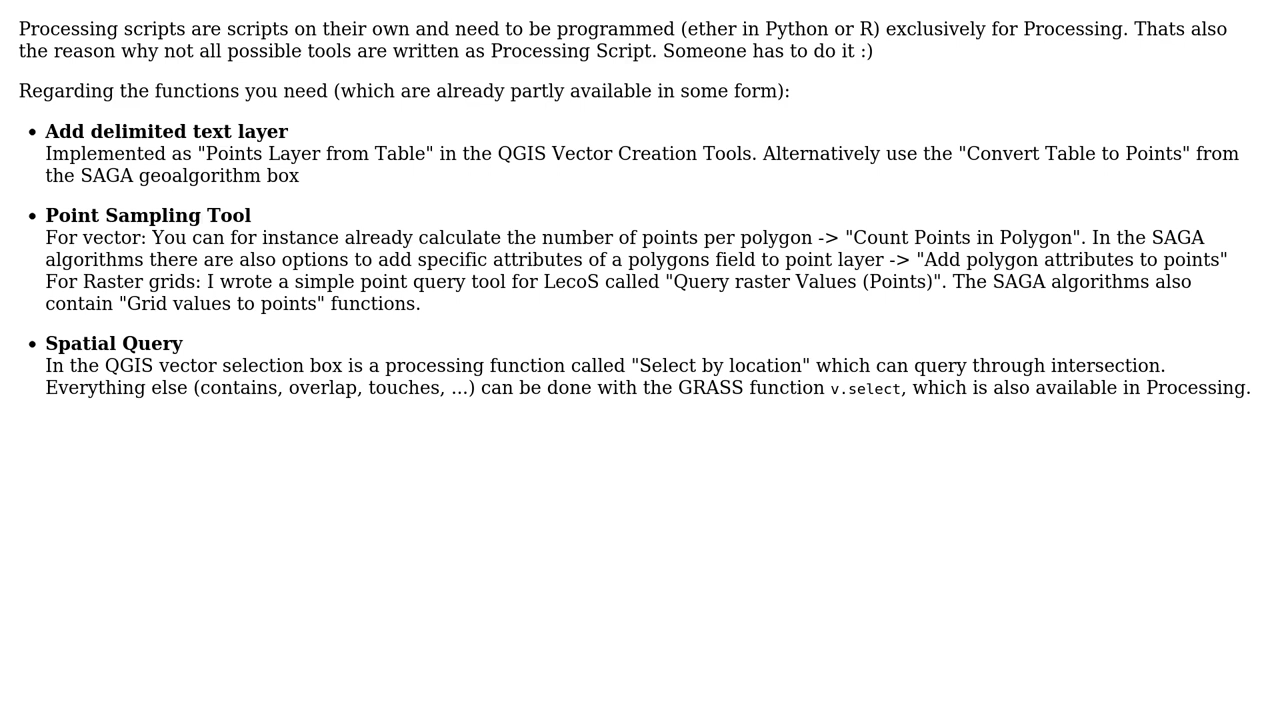 Processing scripts are scripts on their own and need to be programmed (ether in Python or R) exclusively for Processing. Thats also
the reason why not all possible tools are written as Processing Script. Someone has to do it :)
Regarding the functions you need (which are already partly available in some form):
• Add delimited text layer
Implemented as "Points Layer from Table" in the QGIS Vector Creation Tools. Alternatively use the "Convert Table to Points" from
the SAGA geoalgorithm box
• Point Sampling Tool
For vector: You can for instance already calculate the number of points per polygon -> "Count Points in Polygon". In the SAGA
algorithms there are also options to add specific attributes of a polygons field to point layer -> "Add polygon attributes to points"
For Raster grids: I wrote a simple point query tool for LecoS called "Query raster Values (Points)". The SAGA algorithms also
contain "Grid values to points" functions.
• Spatial Query
In the QGIS vector selection box is a processing function called "Select by location" which can query through intersection.
Everything else (contains, overlap, touches, ...) can be done with the GRASS function v.select, which is also available in Processing.